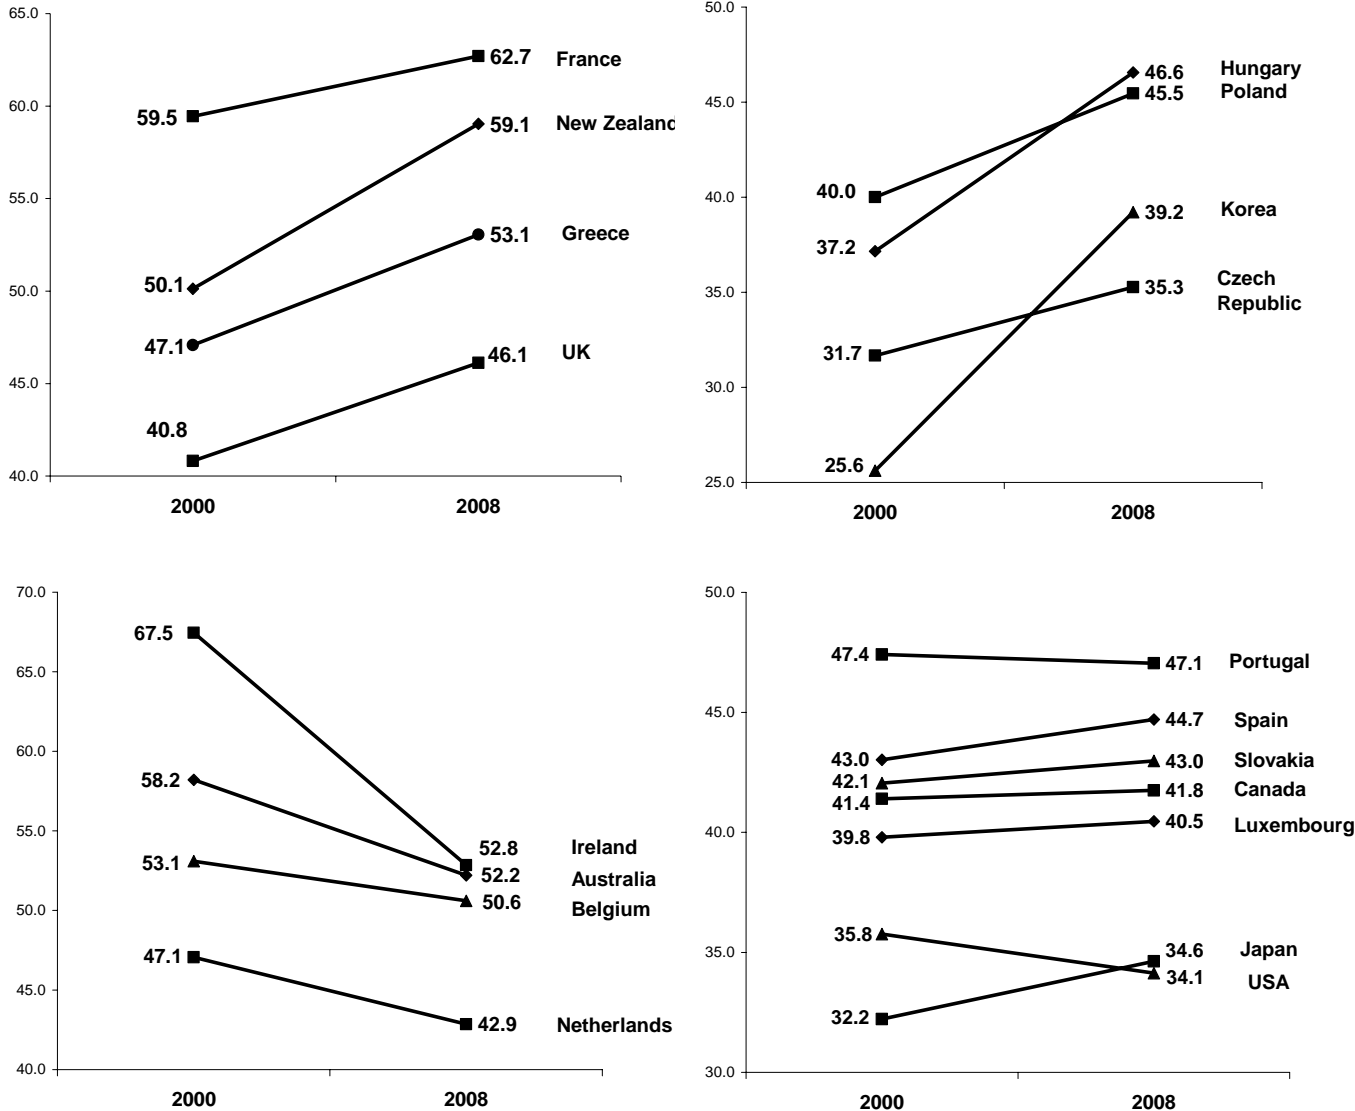 65.0
60.0
55.0
50.0
45.0
40.0
62.7 France
59.5
59.1 New Zealand
50.1
53.1 Greece
47.1
46.1 UK
40.8
2000 2008
50.0
45.0
40.0
35.0
30.0
25.0
46.6 Hungary
45.5 Poland
40.0
37.2
39.2 Korea
35.3 Czech
Republic
31.7
25.6
2000 2008
70.0
65.0
60.0
55.0
50.0
45.0
40.0
67.5
58.2
53.1
52.8 Ireland
52.2 Australia
50.6 Belgium
47.1
42.9 Netherlands
2000 2008
50.0
45.0
40.0
35.0
30.0
47.4 47.1 Portugal
43.0 44.7 Spain
42.1 43.0 Slovakia
41.4 41.8 Canada
39.8 40.5 Luxembourg
35.8 34.6 Japan
34.1 USA
32.2
2000 2008